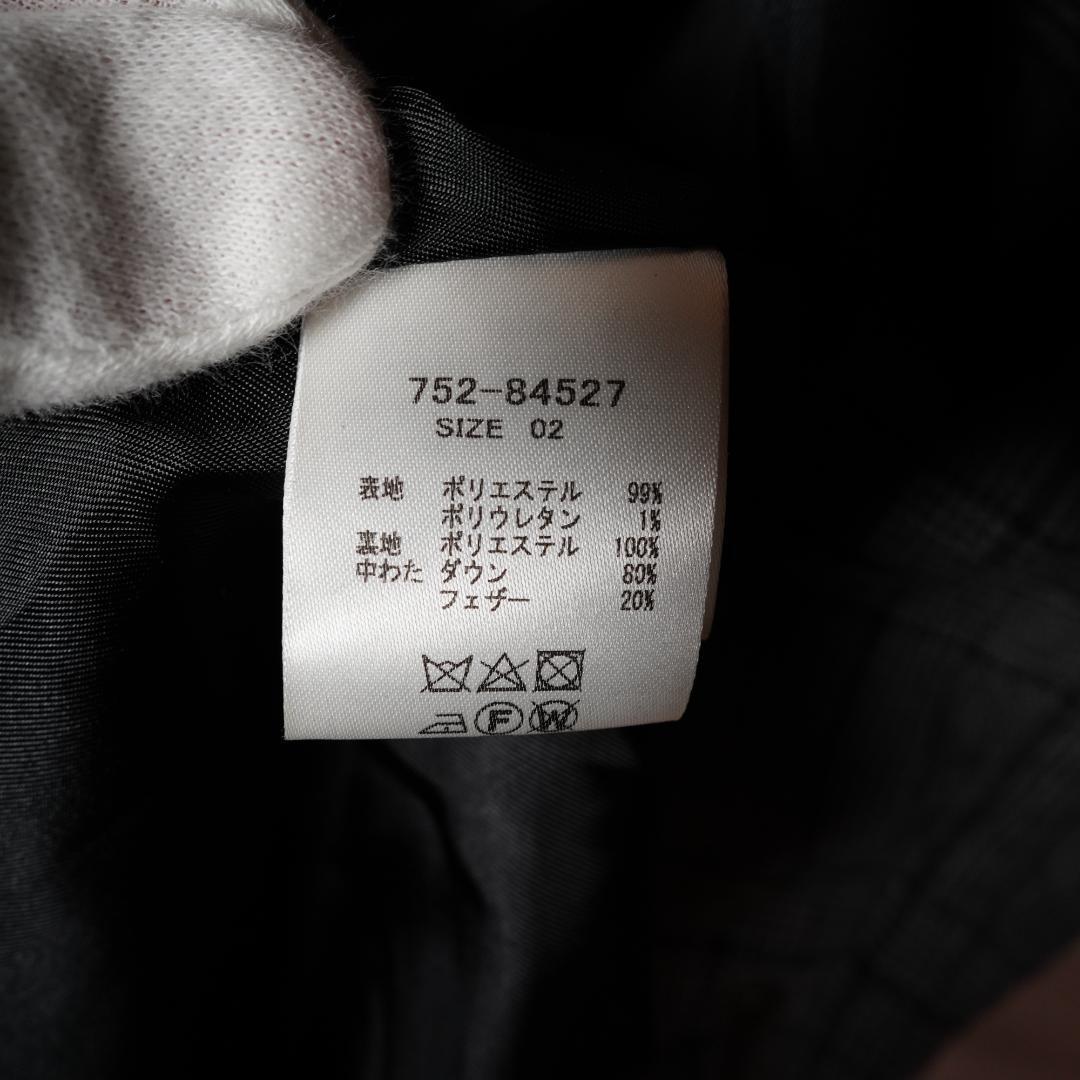 752-84527
SIZE 02
表地 ポリエステル 99%
ポリウレタン 1%
裏地 ポリエステル 100%
中わた ダウン 80%
フェザー 20%
F W